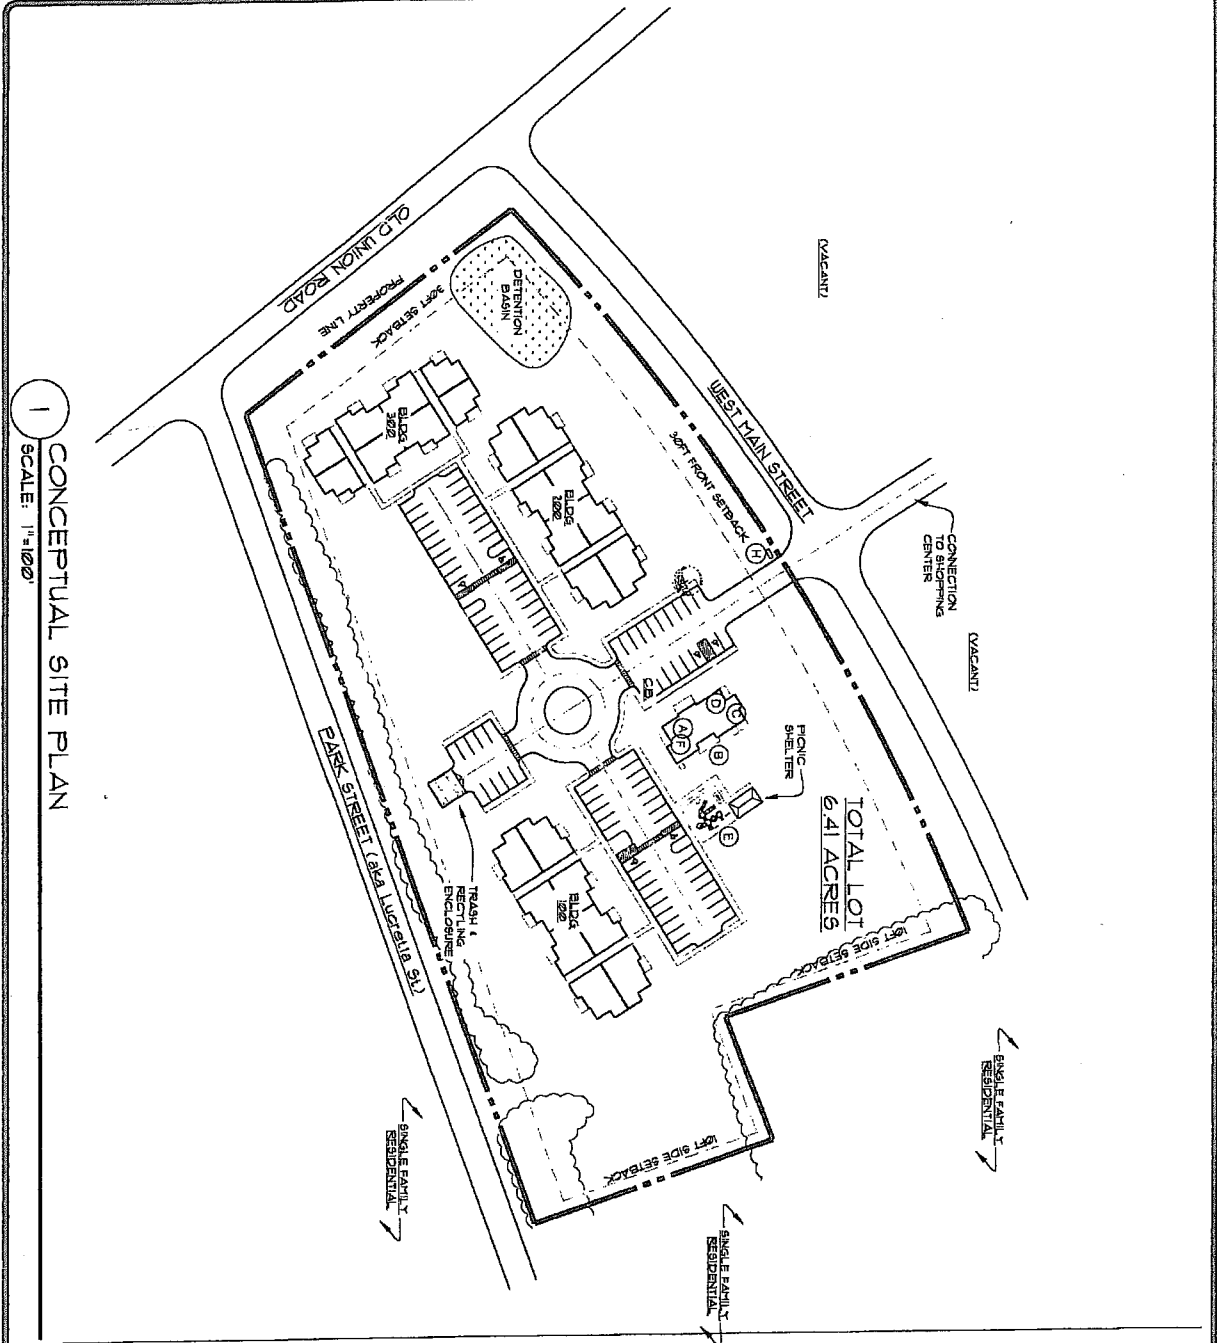 (VACANT)
WEST MAIN STREET
CONNECTION
TO SHOPPING
CENTER
(VACANT)
OLD UNION ROAD
PROPERTY LINE
30FT SETBACK
DETENTION
BASIN
30FT FRONT SETBACK
H
BLDG
300
BLDG
200
C.B.
D
C
A
F
B
PICNIC
SHELTER
E
TOTAL LOT
6.41 ACRES
10FT SIDE SETBACK
SINGLE FAMILY
RESIDENTIAL
BLDG
100
TRASH &
RECYLING
ENCLOSURE
PARK STREET (aka Lucretia St.)
10FT SIDE SETBACK
SINGLE FAMILY
RESIDENTIAL
SINGLE FAMILY
RESIDENTIAL
1
CONCEPTUAL SITE PLAN
SCALE: 1"=100'